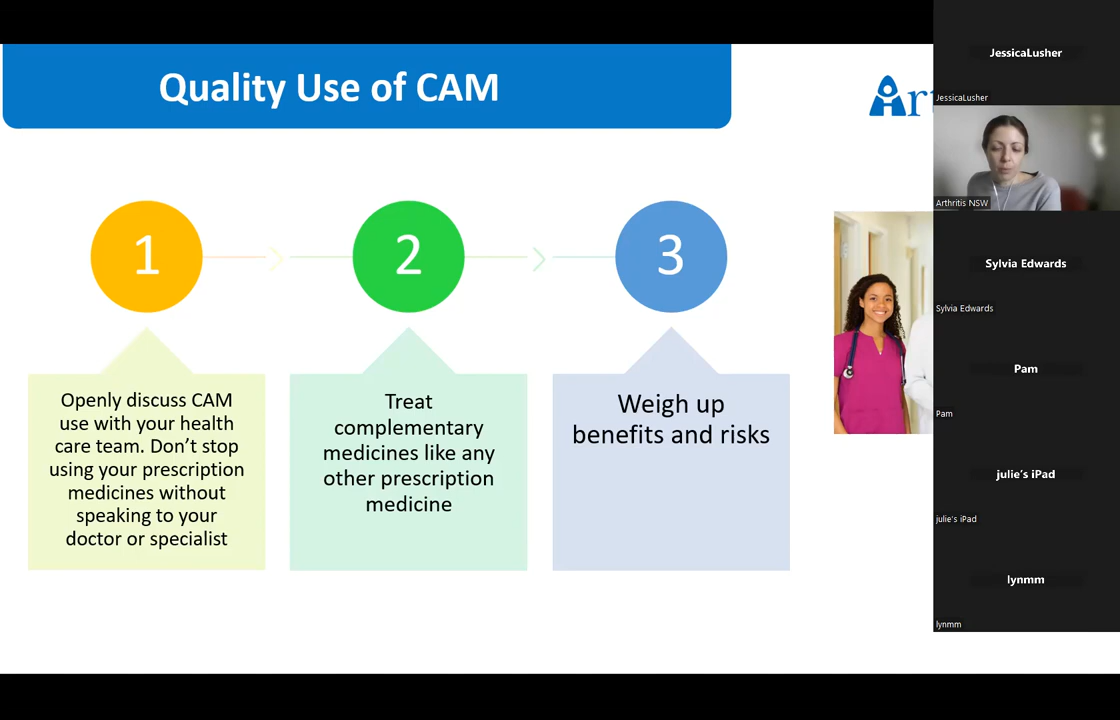 Quality Use of CAM
Art
1
2
3
Openly discuss CAM
use with your health
care team. Don’t stop
using your prescription
medicines without
speaking to your
doctor or specialist
Treat
complementary
medicines like any
other prescription
medicine
Weigh up
benefits and risks
JessicaLusher
JessicaLusher
Arthritis NSW
Sylvia Edwards
Sylvia Edwards
Pam
Pam
julie’s iPad
julie’s iPad
lynmm
lynmm